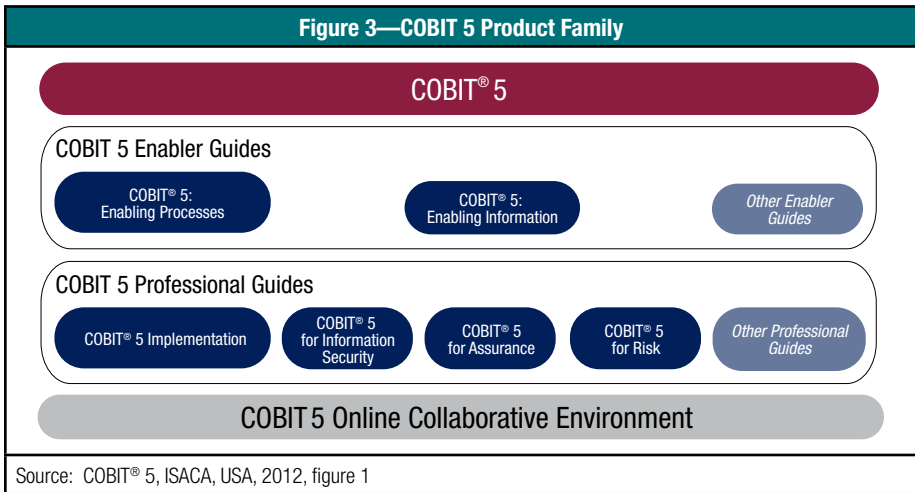 Figure 3—COBIT 5 Product Family
COBIT® 5
COBIT 5 Enabler Guides
COBIT® 5:
Enabling Processes
COBIT® 5:
Enabling Information
Other Enabler
Guides
COBIT 5 Professional Guides
COBIT® 5 Implementation
COBIT® 5
for Information
Security
COBIT® 5
for Assurance
COBIT® 5
for Risk
Other Professional
Guides
COBIT 5 Online Collaborative Environment
Source: COBIT® 5, ISACA, USA, 2012, figure 1